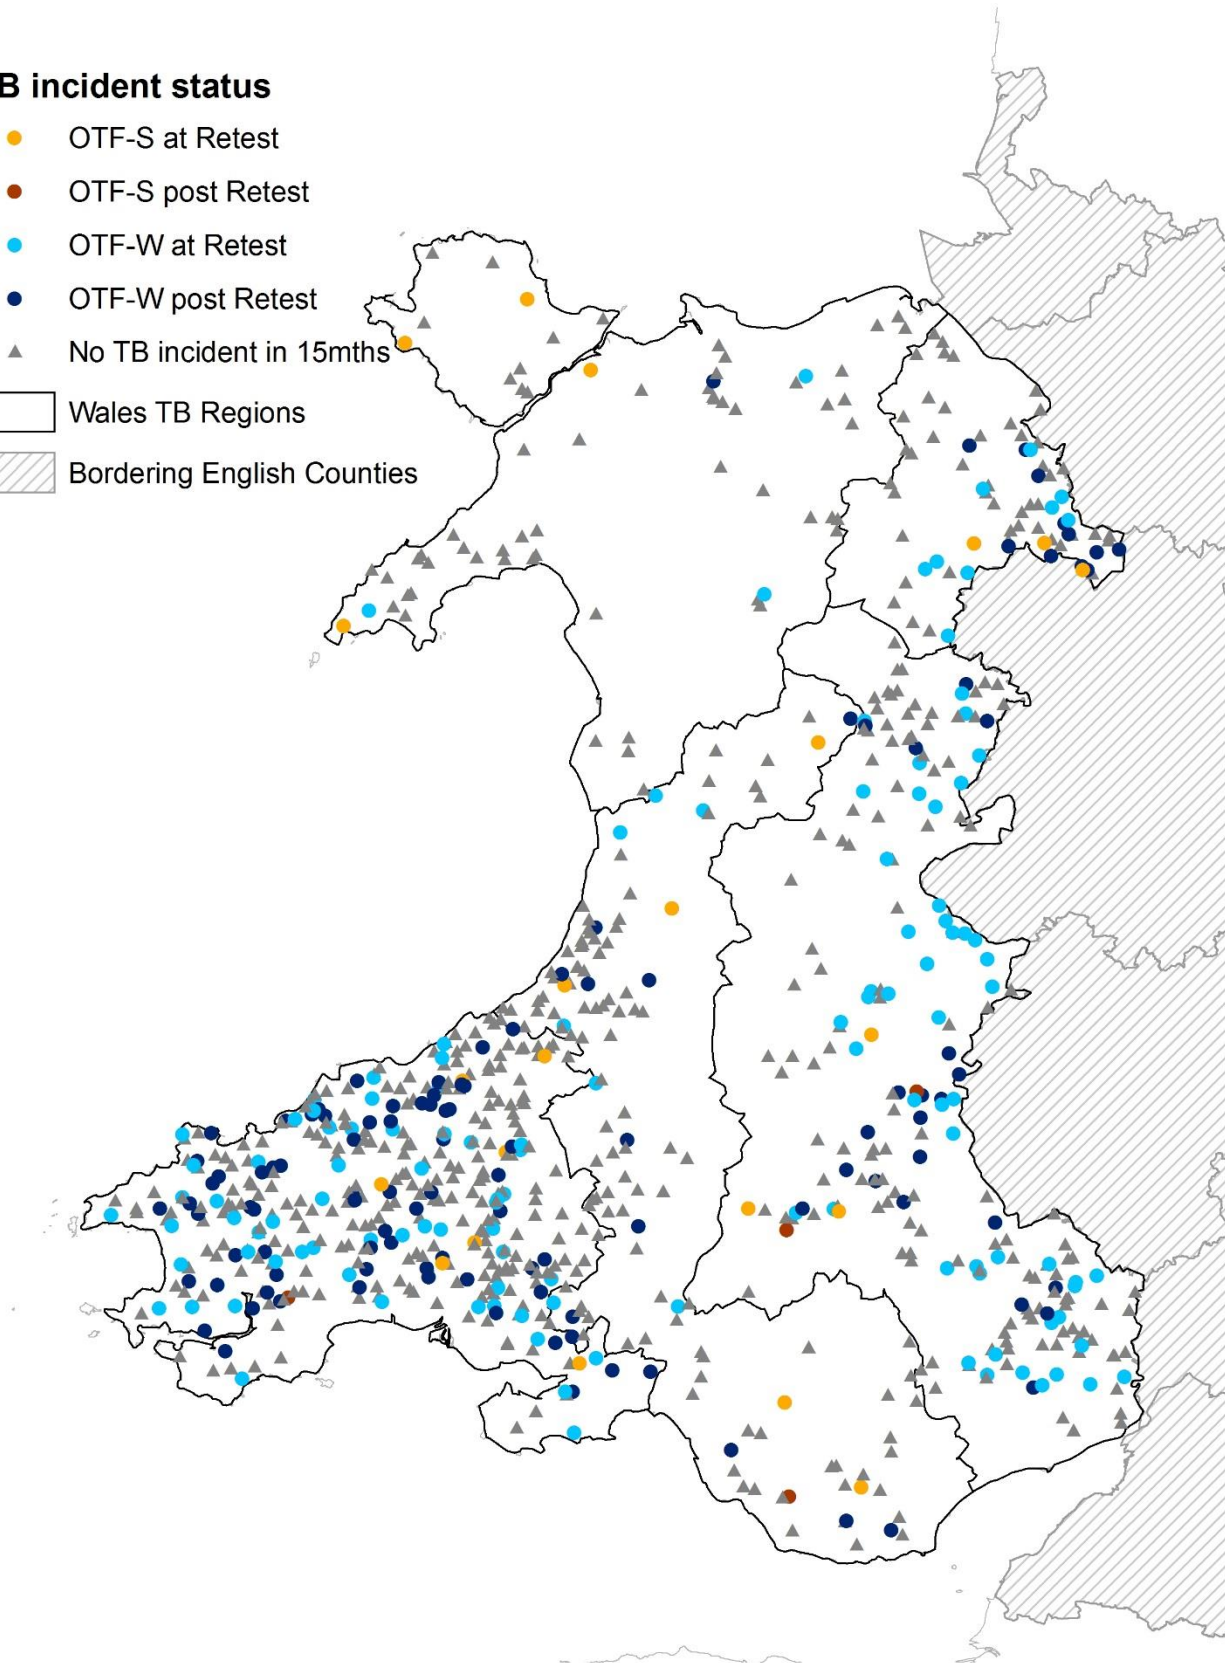 B incident status
OTF-S at Retest
OTF-S post Retest
OTF-W at Retest
OTF-W post Retest
No TB incident in 15mths
Wales TB Regions
Bordering English Counties